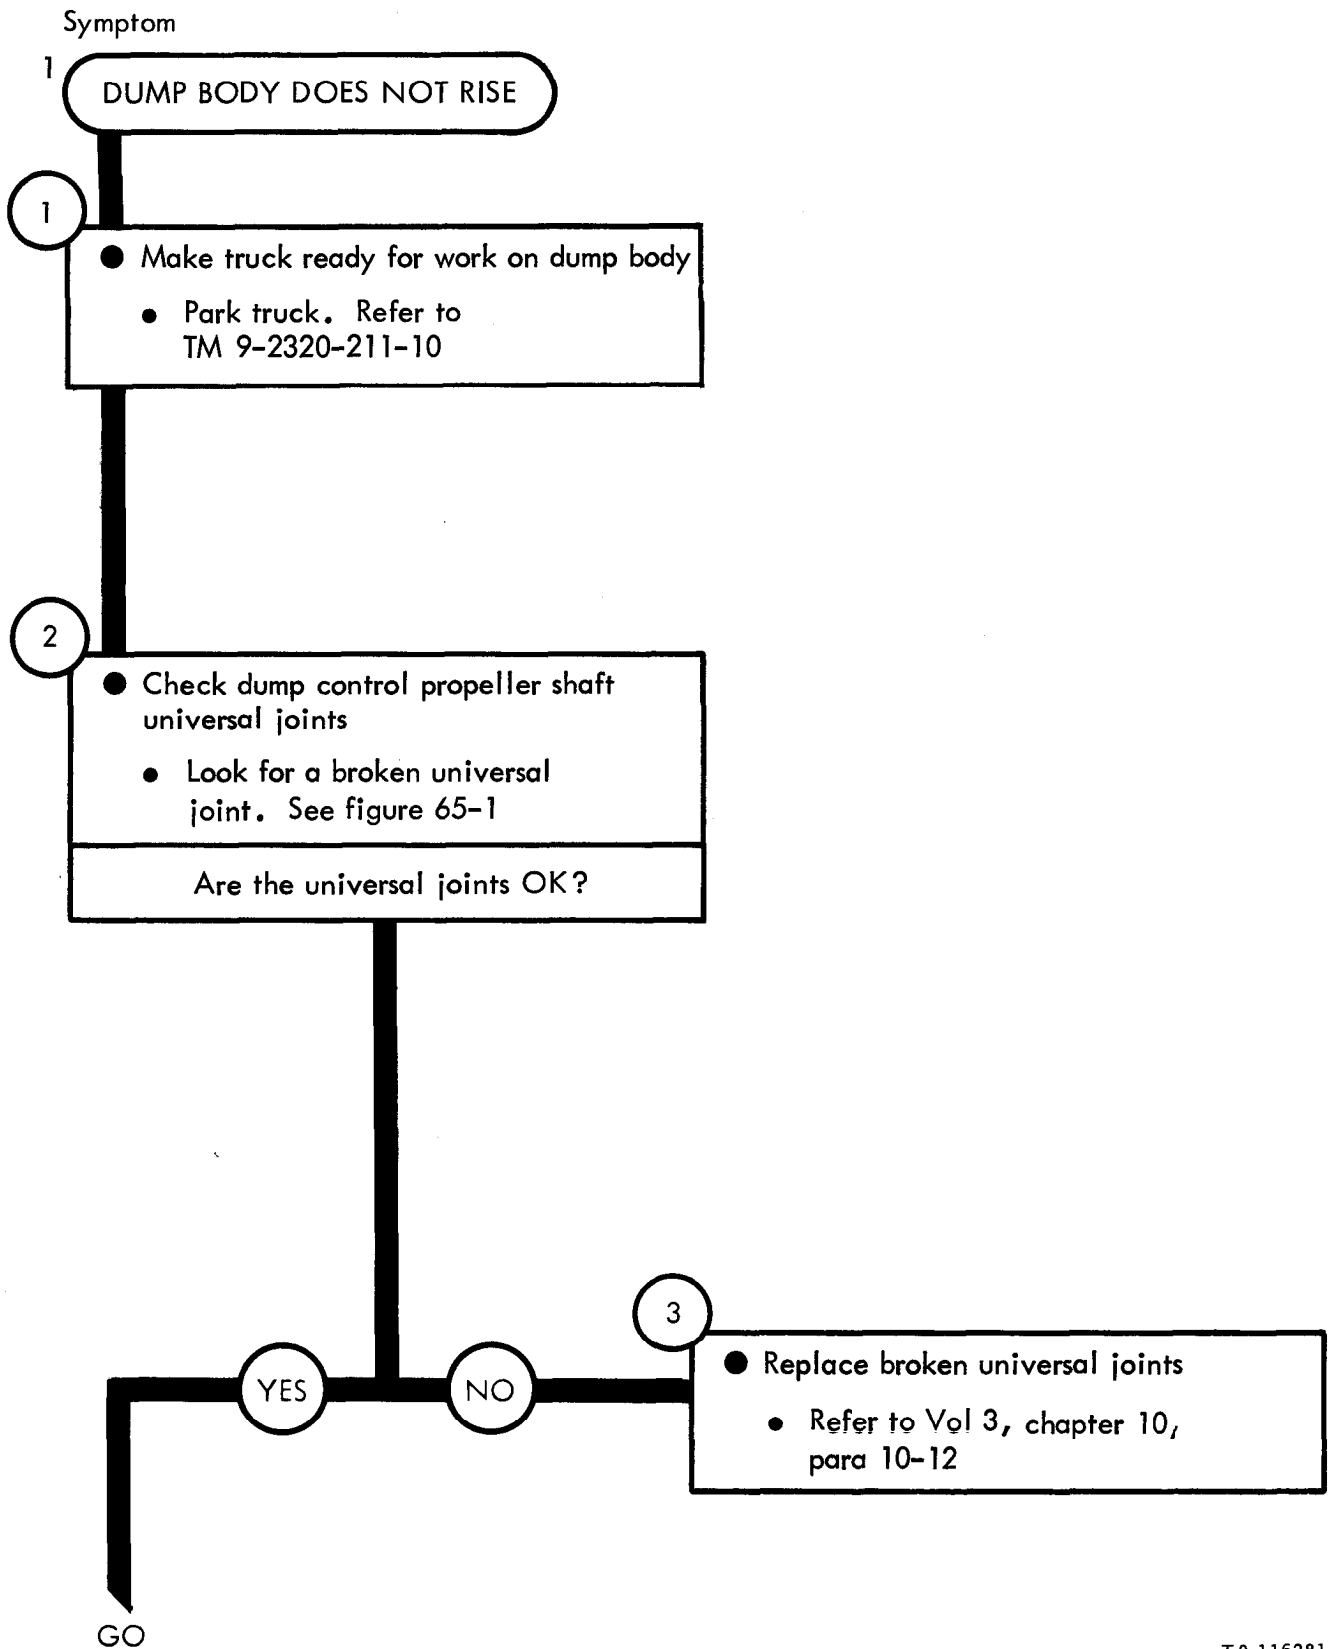 Symptom
1
DUMP BODY DOES NOT RISE
1
● Make truck ready for work on dump body
● Park truck. Refer to
TM 9-2320-211-10
2
● Check dump control propeller shaft
universal joints
● Look for a broken universal
joint. See figure 65-1
Are the universal joints OK?
3
YES
NO
● Replace broken universal joints
● Refer to Vol 3, chapter 10,
para 10-12
GO